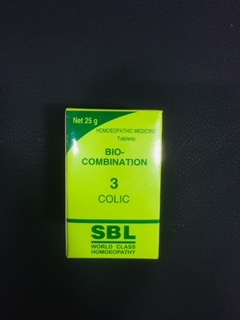 Net 25 g
HOMOEOPATHIC MEDICINE
Tablets
BIO-
COMBINATION
3
COLIC
SBL
WORLD CLASS
HOMOEOPATHY